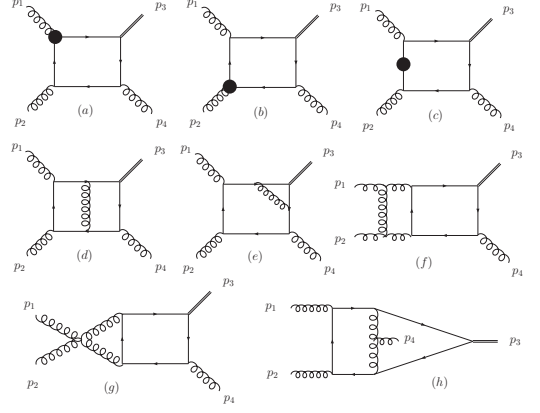 p₁ p₃ p₁ p₃ p₁ p₃
p₂ (a) p₄ p₂ (b) p₄ p₂ (c) p₄
p₁ p₃ p₁ p₃ p₁ p₃
p₂ (d) p₄ p₂ (e) p₄ p₂ (f) p₄
p₁ p₃ p₁ p₄ p₃
p₂ (g) p₄ p₂ (h)